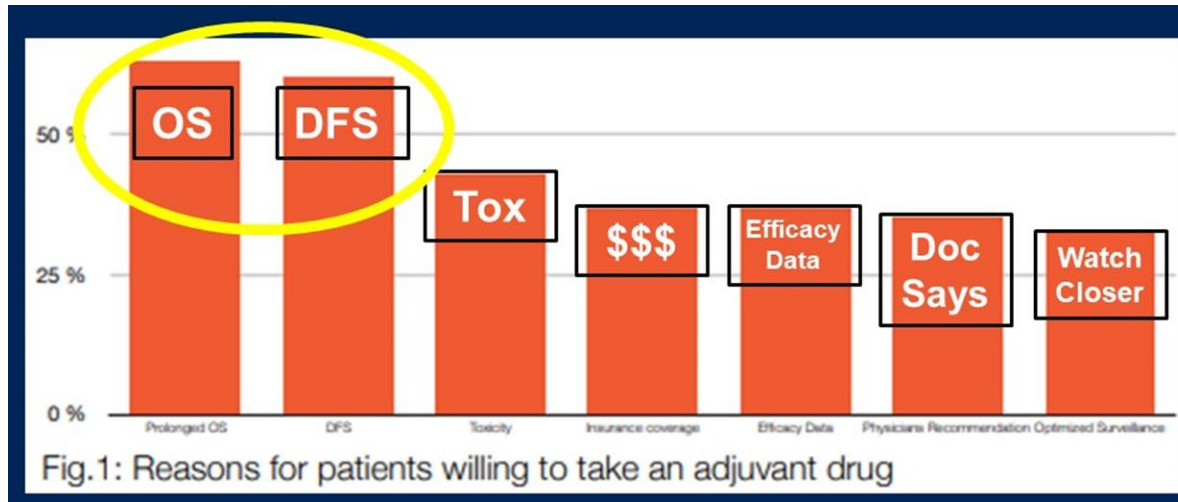 50 %
25 %
0 %
OS
DFS
Tox
$$$
Efficacy
Data
Doc
Says
Watch
Closer
Prolonged OS
DFS
Toxicity
Insurance coverage
Efficacy Data
Physicians Recommendation
Optimized Surveillance
Fig.1: Reasons for patients willing to take an adjuvant drug